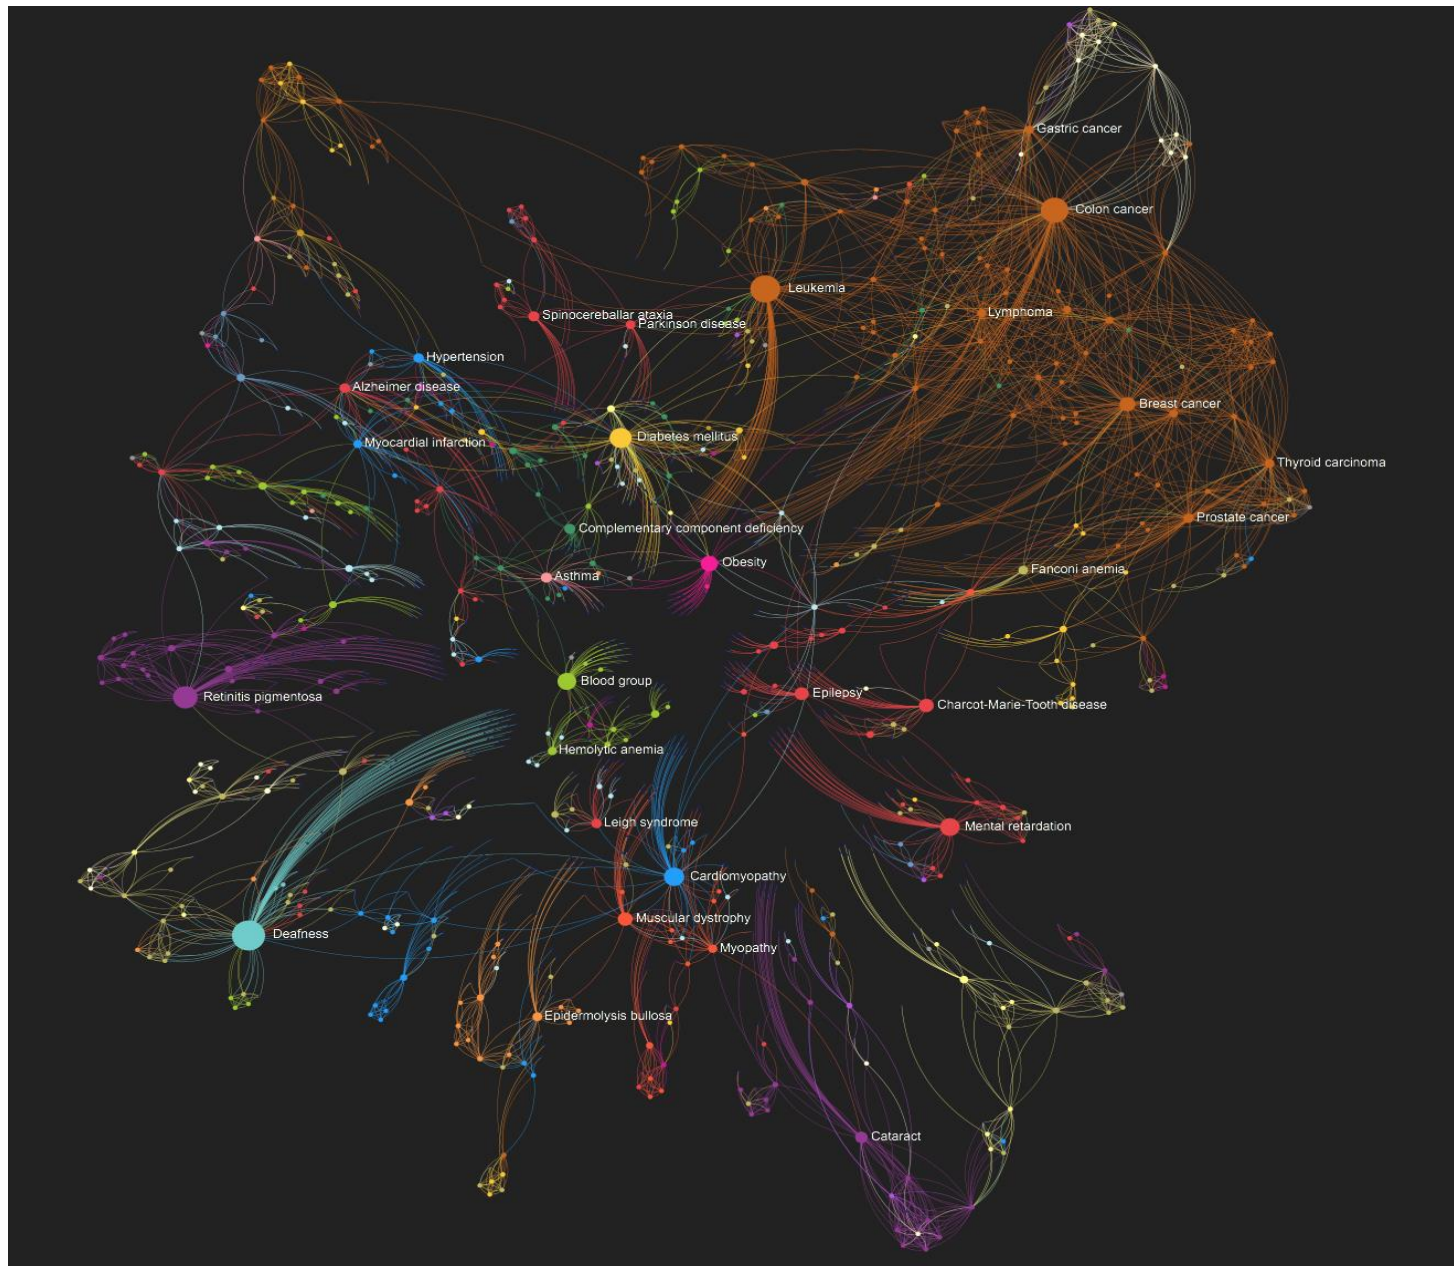 Gastric cancer
Colon cancer
Leukemia
Lymphoma
Spinocereballar ataxia
Parkinson disease
Hypertension
Alzheimer disease
Breast cancer
Myocardial infarction
Diabetes mellitus
Thyroid carcinoma
Prostate cancer
Complementary component deficiency
Obesity
Fanconi anemia
Asthma
Blood group
Retinitis pigmentosa
Epilepsy
Charcot-Marie-Tooth disease
Hemolytic anemia
Leigh syndrome
Mental retardation
Cardiomyopathy
Muscular dystrophy
Deafness
Myopathy
Epidermolysis bullosa
Cataract